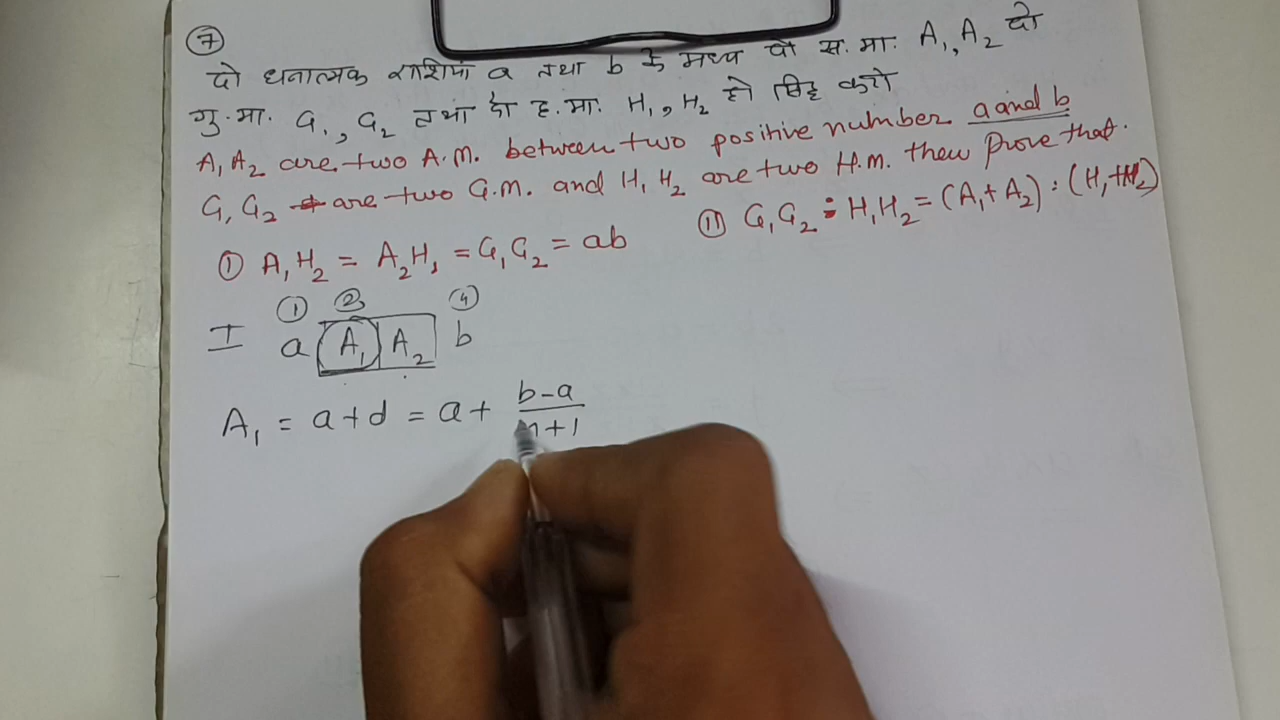 ⑦
दो धनात्मक राशियां a तथा b के मध्य दो स.मा. A₁, A₂ दो
गु.मा. G₁, G₂ तथा दो ह.मा. H₁, H₂ हो सिद्ध करो
A₁ A₂ are two A.M. between two positive number a and b
G₁ G₂ are two G.M. and H₁ H₂ are two H.M. then Prove that.
① A₁H₂ = A₂H₁ = G₁G₂ = ab ⑪ G₁G₂ : H₁H₂ = (A₁+A₂) : (H₁+H₂)
① ② ④
I a A₁ A₂ b
A₁ = a+d = a + (b-a)/(n+1)